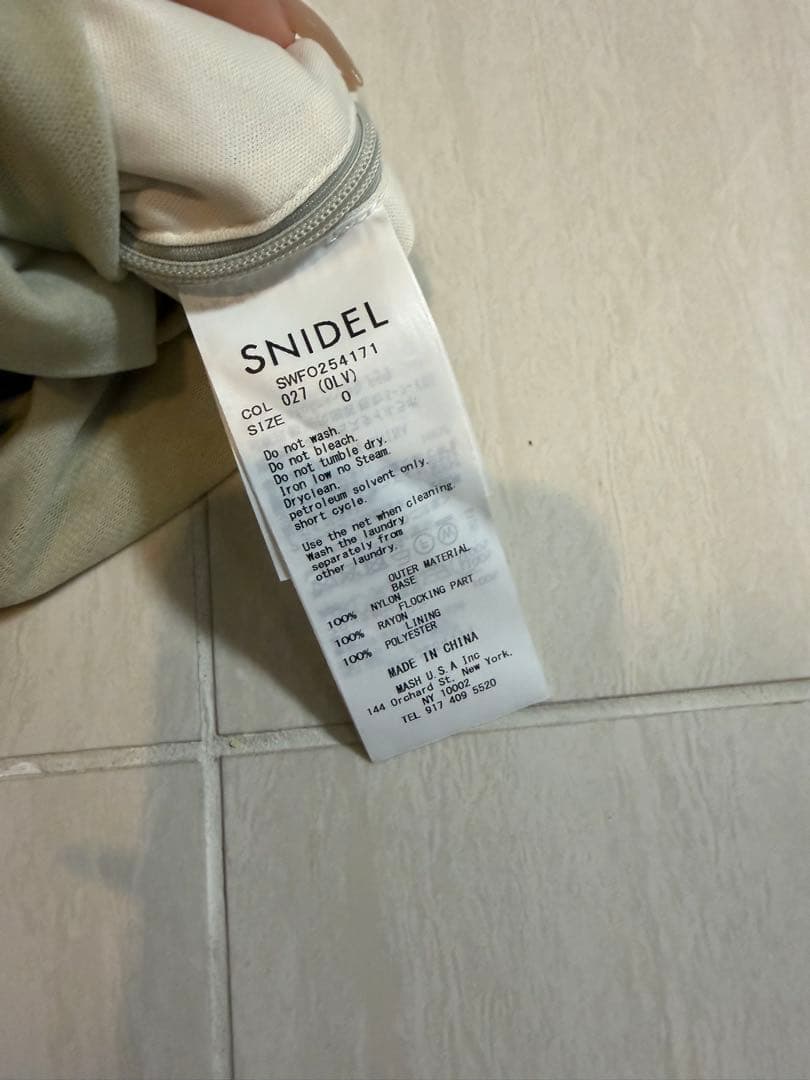 SNIDEL
SWFO254171
COL 027 (OLV)
SIZE 0
Do not wash.
Do not bleach.
Do not tumble dry.
Iron low no Steam.
Dryclean.
petroleum solvent only.
short cycle.
Use the net when cleaning.
Wash the laundry
separately from
other laundry.
OUTER MATERIAL
BASE
100% NYLON
FLOCKING PART
100% RAYON
LINING
100% POLYESTER
MADE IN CHINA
MASH U.S.A Inc
144 Orchard St. New York.
NY 10002
TEL 917 409 5520